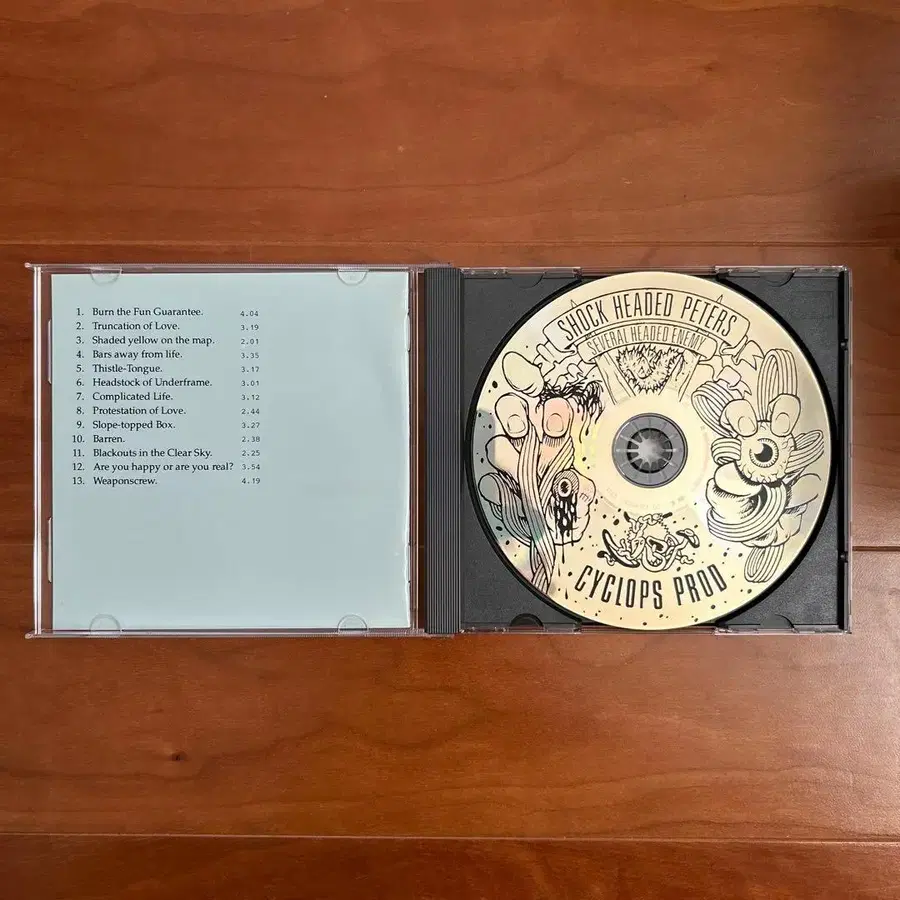 1. Burn the Fun Guarantee. 4.04
2. Truncation of Love. 3.19
3. Shaded yellow on the map. 2.01
4. Bars away from life. 3.35
5. Thistle-Tongue. 3.17
6. Headstock of Underframe. 3.01
7. Complicated Life. 3.12
8. Protestation of Love. 2.44
9. Slope-topped Box. 3.27
10. Barren. 2.38
11. Blackouts in the Clear Sky. 2.25
12. Are you happy or are you real? 3.54
13. Weaponscrew. 4.19
SHOCK HEADED PETERS
SEVERAL HEADED ENEMY
CYCLOPS PROD